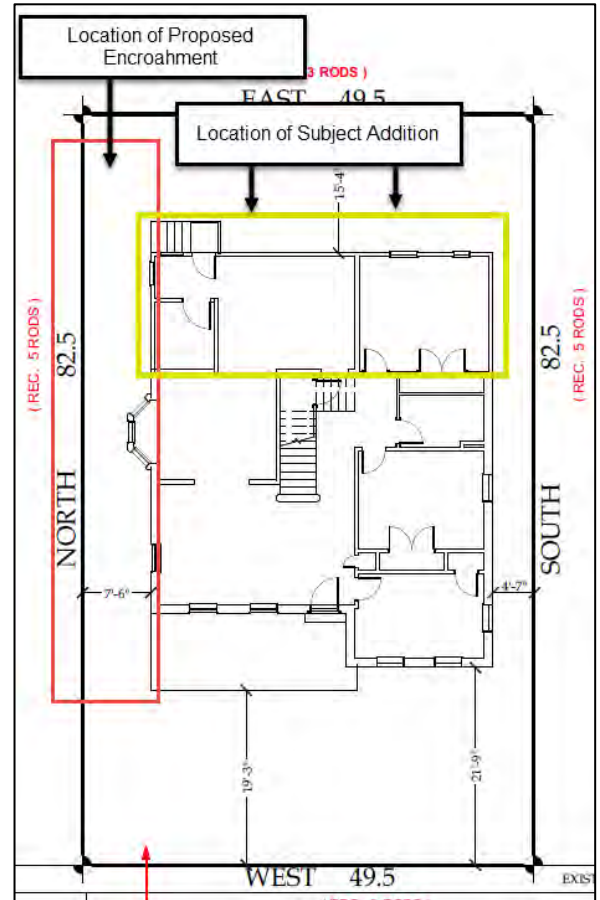 Location of Proposed
Encroahment
3 RODS )
EAST 49.5
Location of Subject Addition
15'-4"
( REC. 5 RODS )
82.5
NORTH
82.5
( REC. 5 RODS )
SOUTH
7'-6"
4'-7"
19'-3"
21'-9"
WEST 49.5
EXIST